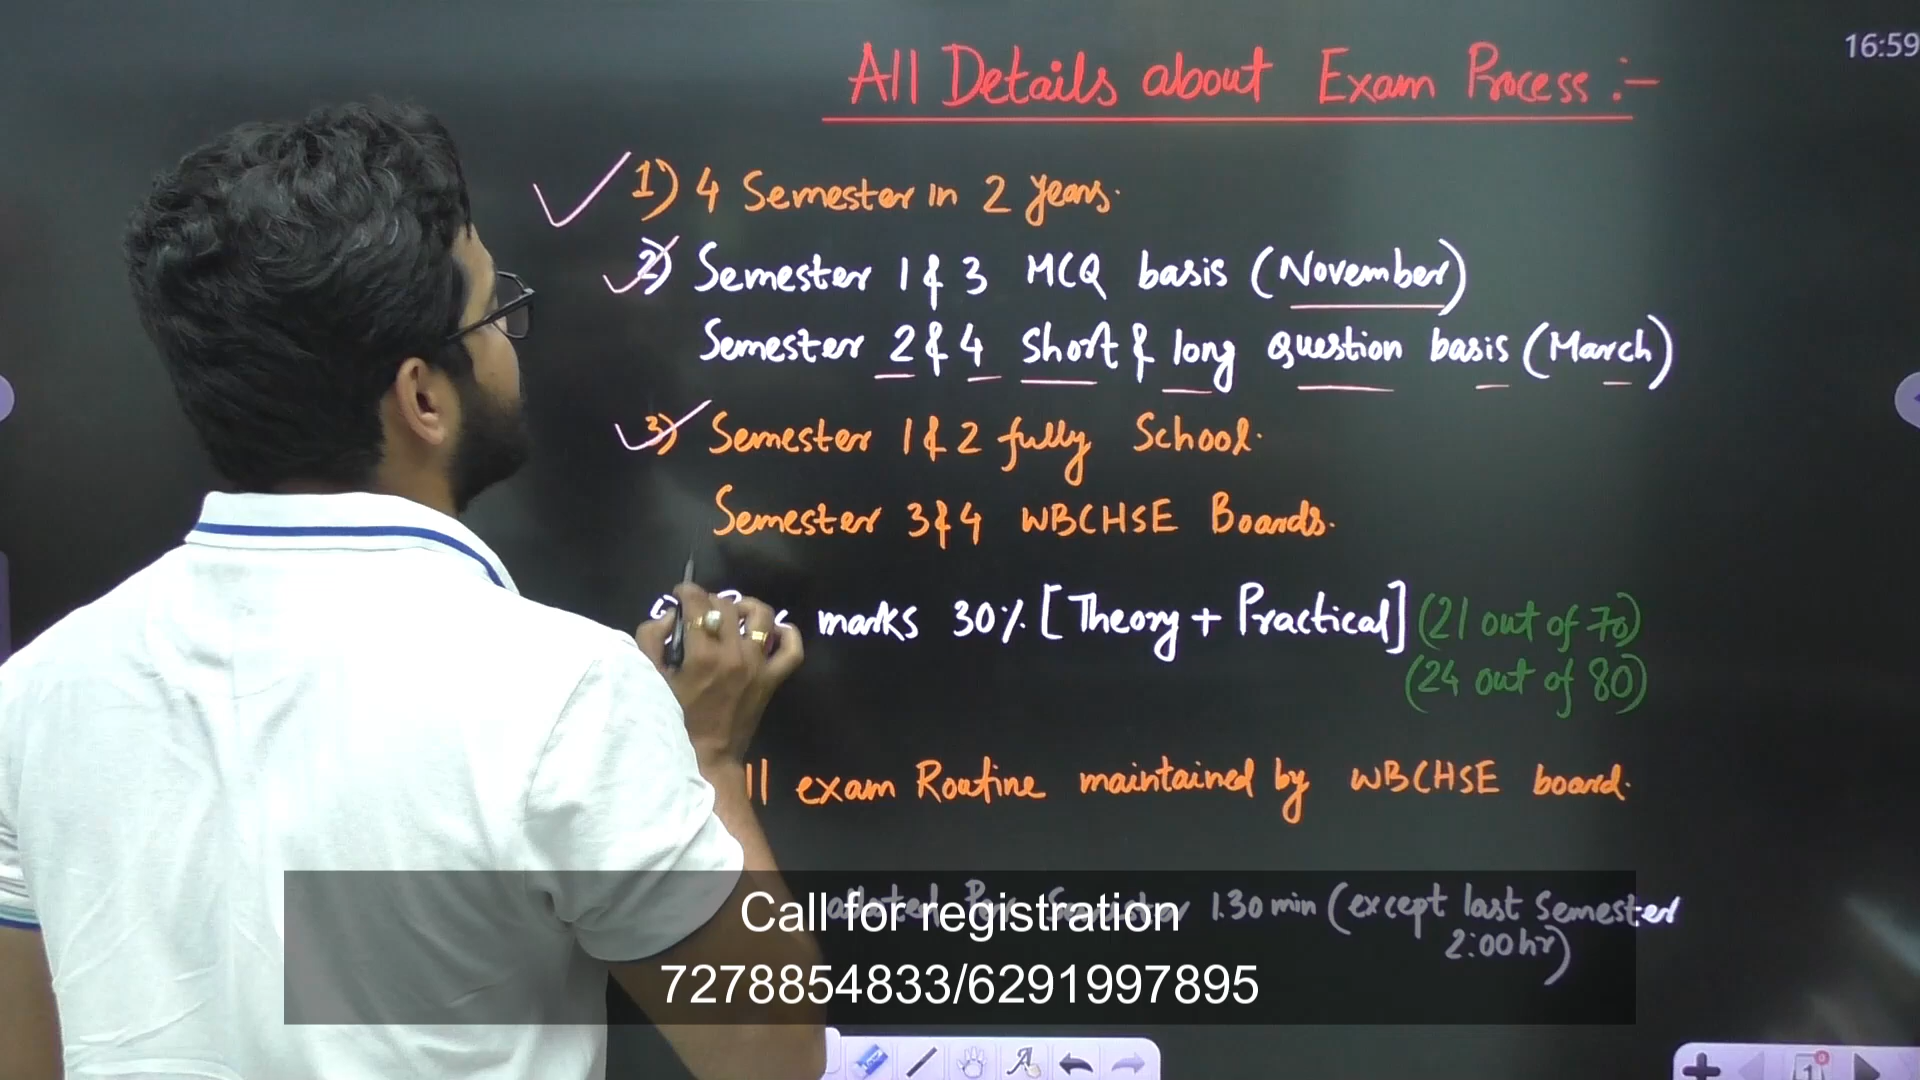 16:59
All Details about Exam Process :-
1) 4 Semester in 2 years.
2) Semester 1 & 3 MCQ basis (November)
Semester 2 & 4 short & long question basis (March)
3) Semester 1 & 2 fully School.
Semester 3 & 4 WBCHSE Boards.
marks 30% [Theory + Practical] (21 out of 70)
(24 out of 80)
exam Routine maintained by WBCHSE board.
1.30 min (except last Semester
2:00 hr)
Call for registration
7278854833/6291997895